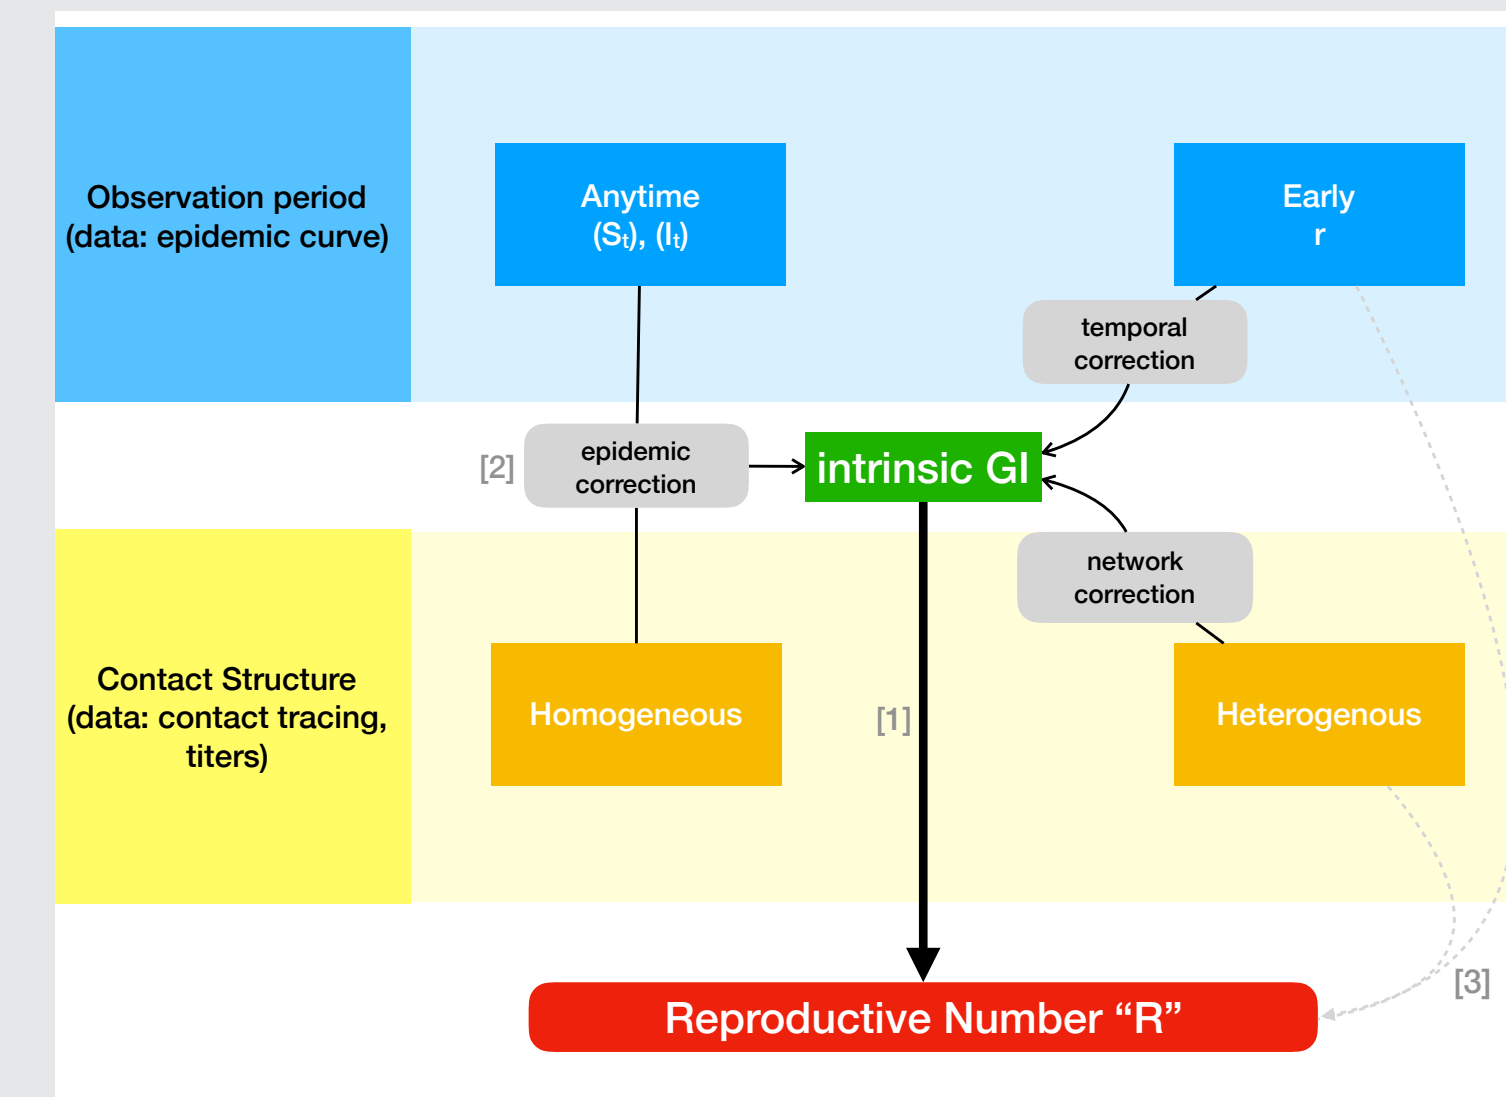 Observation period
(data: epidemic curve)
Anytime
(Sₜ), (Iₜ)
Early
r
temporal
correction
[2]
epidemic
correction
intrinsic GI
network
correction
Contact Structure
(data: contact tracing,
titers)
Homogeneous
[1]
Heterogenous
[3]
Reproductive Number “R”